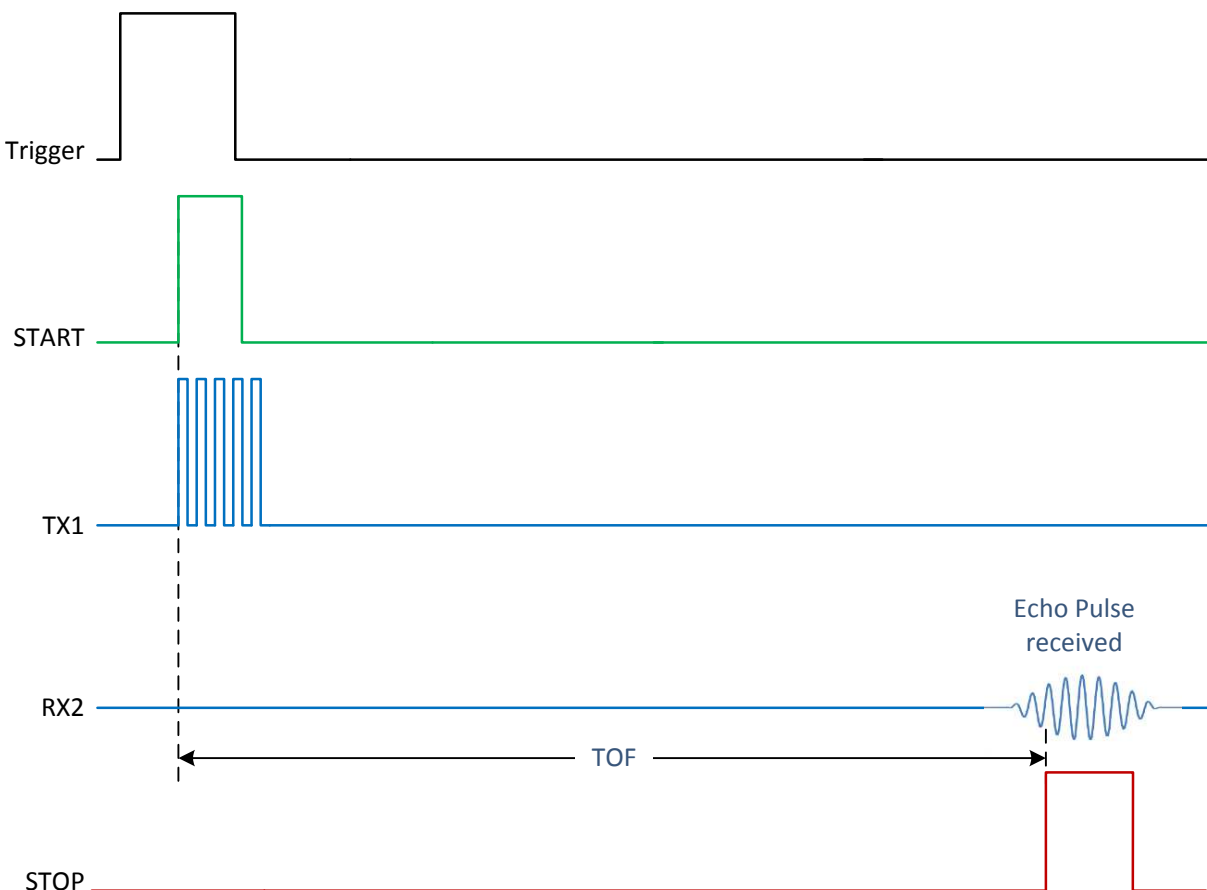 Trigger
START
TX1
Echo Pulse
received
RX2
TOF
STOP